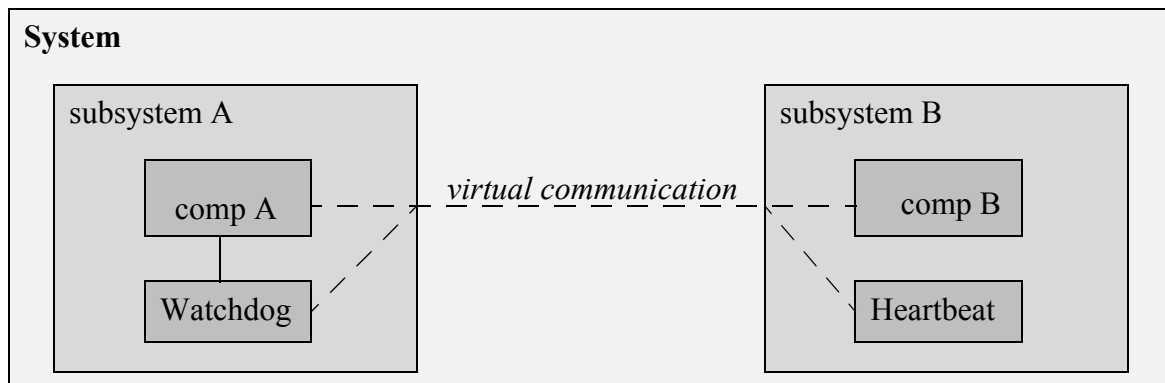 System
subsystem A
subsystem B
comp A
virtual communication
comp B
Watchdog
Heartbeat